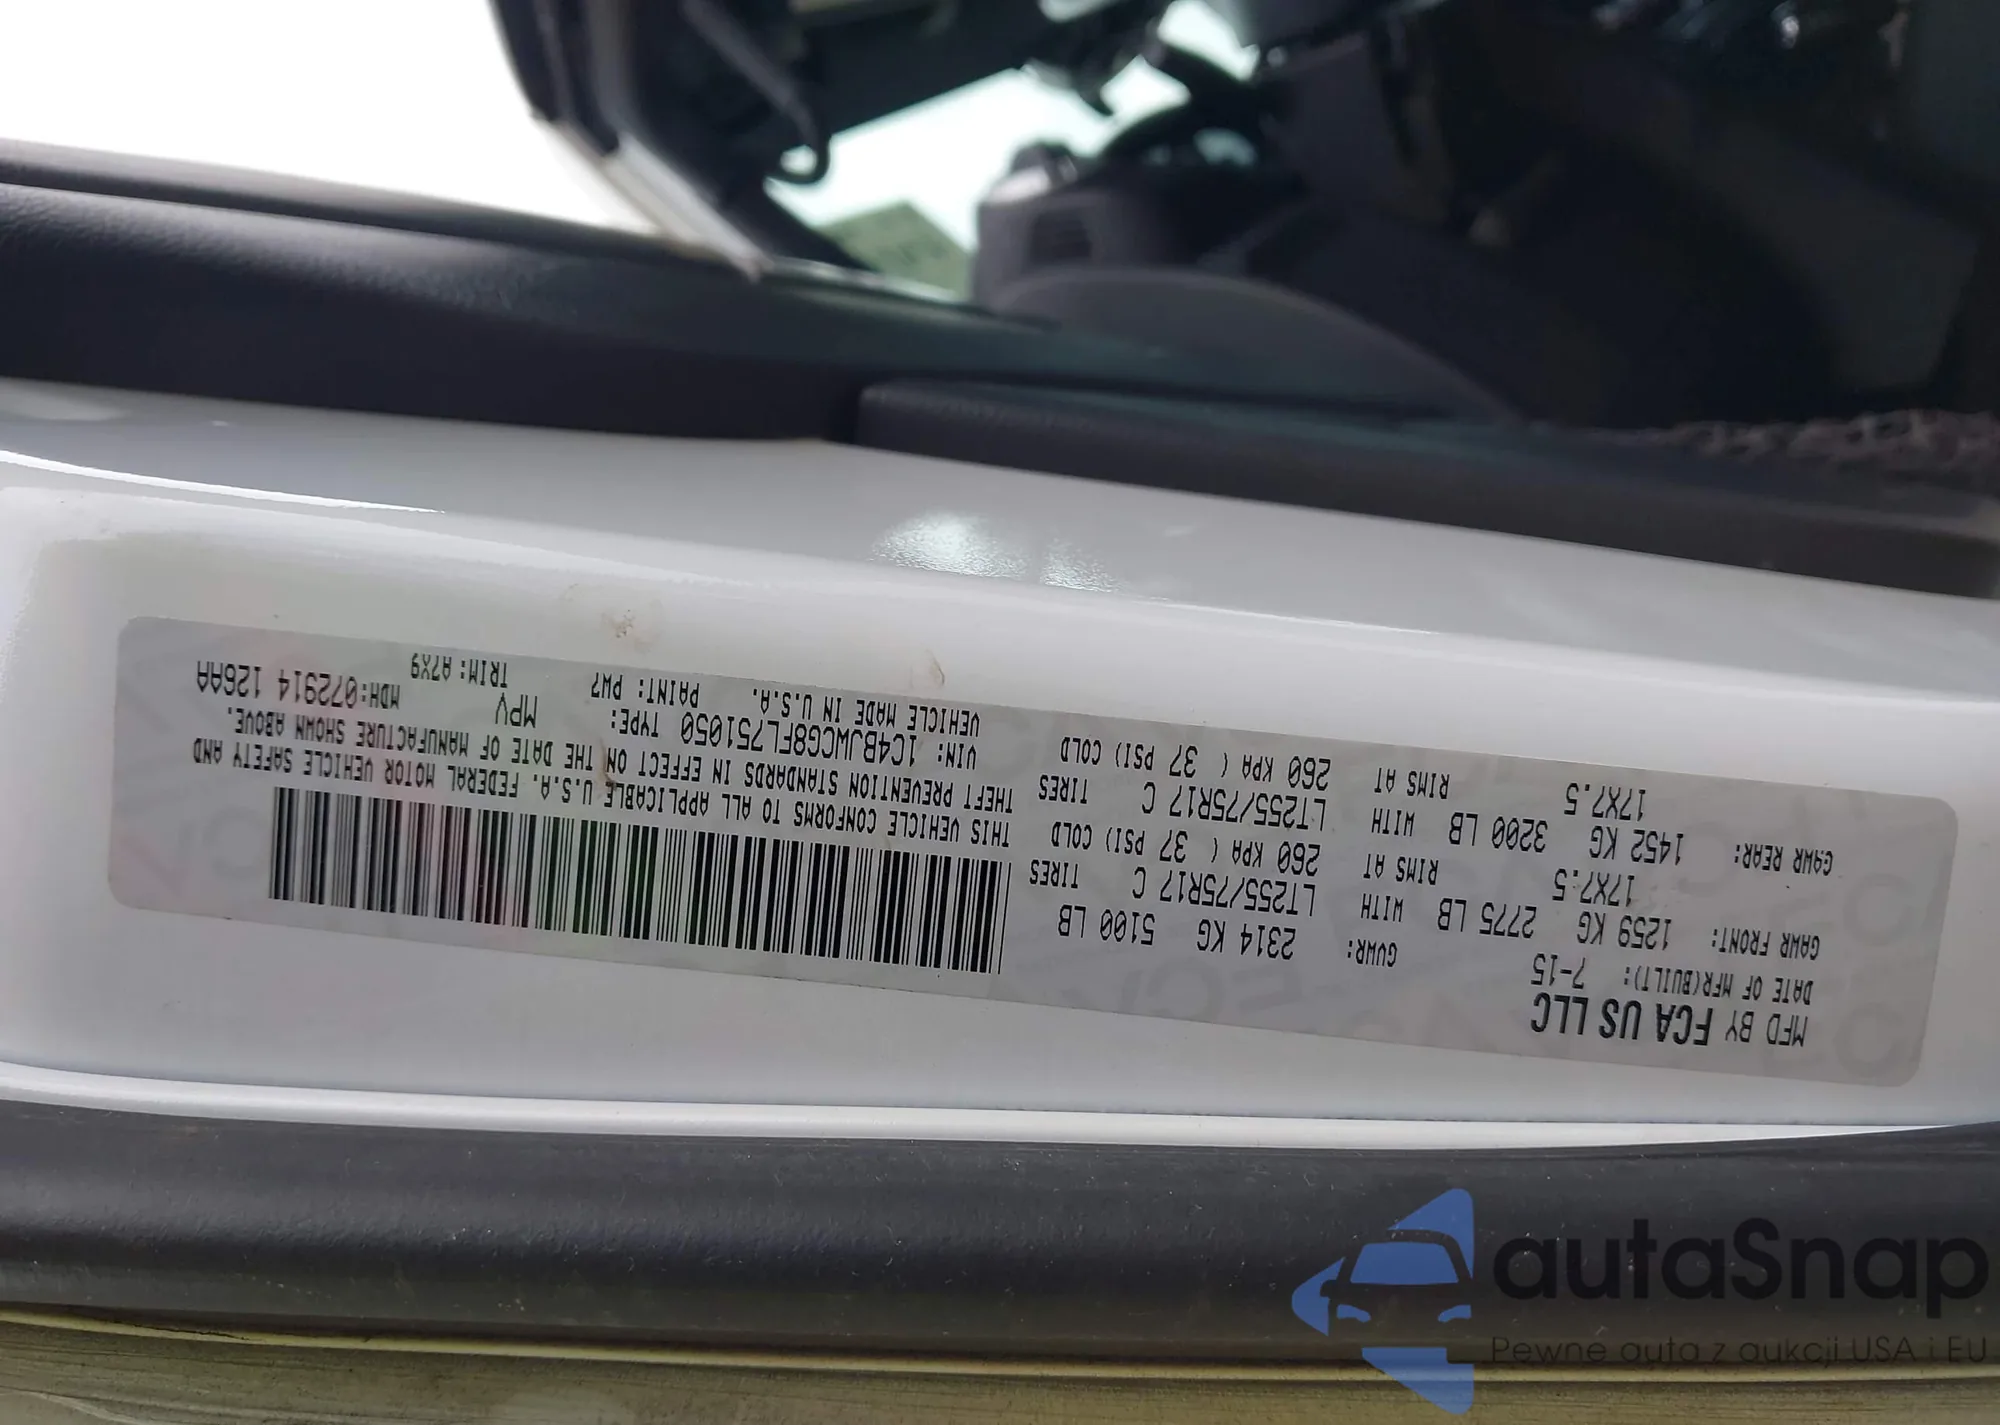 MFD BY FCA US LLC
DATE OF MFR(BUILT): 7-15
GVWR: 2314 KG 5100 LB
GAWR FRONT: 1259 KG 2775 LB WITH LT255/75R17 C TIRES
17X7.5 RIMS AT 260 KPA ( 37 PSI) COLD
GAWR REAR: 1452 KG 3200 LB WITH LT255/75R17 C TIRES
17X7.5 RIMS AT 260 KPA ( 37 PSI) COLD
THIS VEHICLE CONFORMS TO ALL APPLICABLE U.S.A. FEDERAL MOTOR VEHICLE SAFETY AND
THEFT PREVENTION STANDARDS IN EFFECT ON THE DATE OF MANUFACTURE SHOWN ABOVE.
VIN: 1C4BJWCG8FL751050 TYPE: MPV MDH:072914 126AA
VEHICLE MADE IN U.S.A. PAINT: PW7 TRIM: A7X9
autaSnap
Pewne auta z aukcji USA i EU